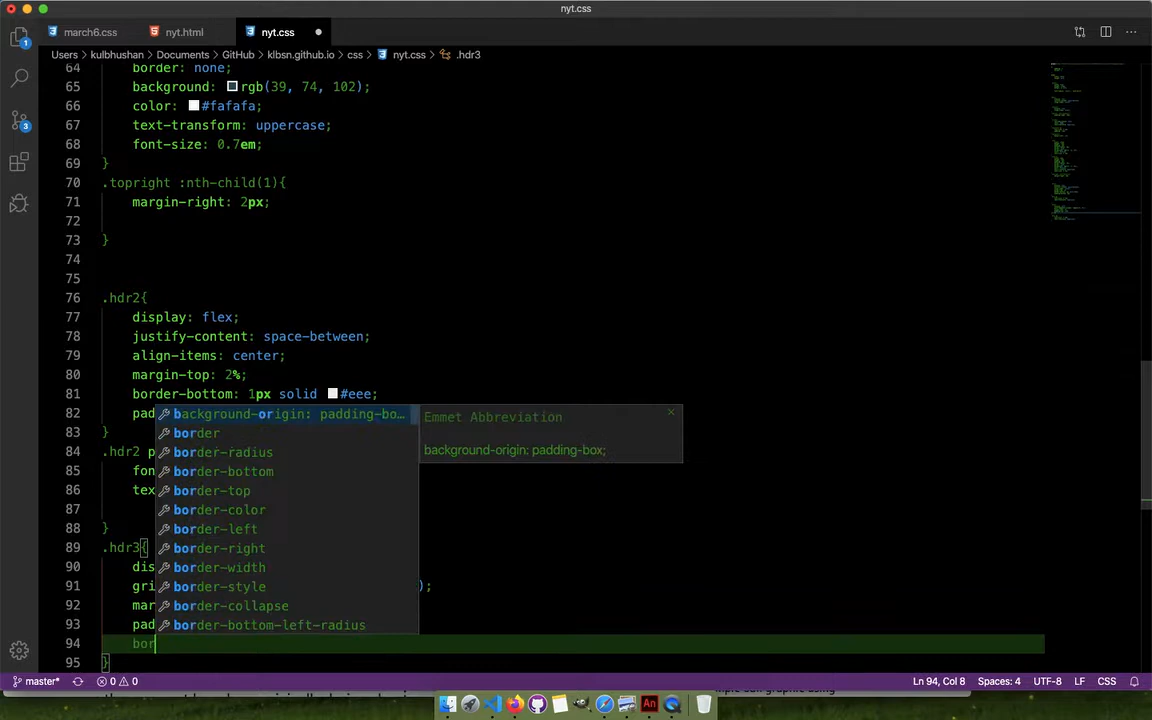 nyt.css
march6.css
nyt.html
nyt.css
Users > kulbhushan > Documents > GitHub > klbsn.github.io > css > nyt.css > .hdr3
64 border: none;
65 background: rgb(39, 74, 102);
66 color: #fafafa;
67 text-transform: uppercase;
68 font-size: 0.7em;
69 }
70 .topright :nth-child(1){
71 margin-right: 2px;
72
73 }
74
75
76 .hdr2{
77 display: flex;
78 justify-content: space-between;
79 align-items: center;
80 margin-top: 2%;
81 border-bottom: 1px solid #eee;
82 pad
83 }
84 .hdr2 p
85 fon
86 tex
87
88 }
89 .hdr3{
90 dis
91 gri );
92 mar
93 pad
94 bor
95 }
background-origin: padding-bo...
border
border-radius
border-bottom
border-top
border-color
border-left
border-right
border-width
border-style
border-collapse
border-bottom-left-radius
Emmet Abbreviation
background-origin: padding-box;
1
3
master*
0 0
Ln 94, Col 8
Spaces: 4
UTF-8
LF
CSS
An